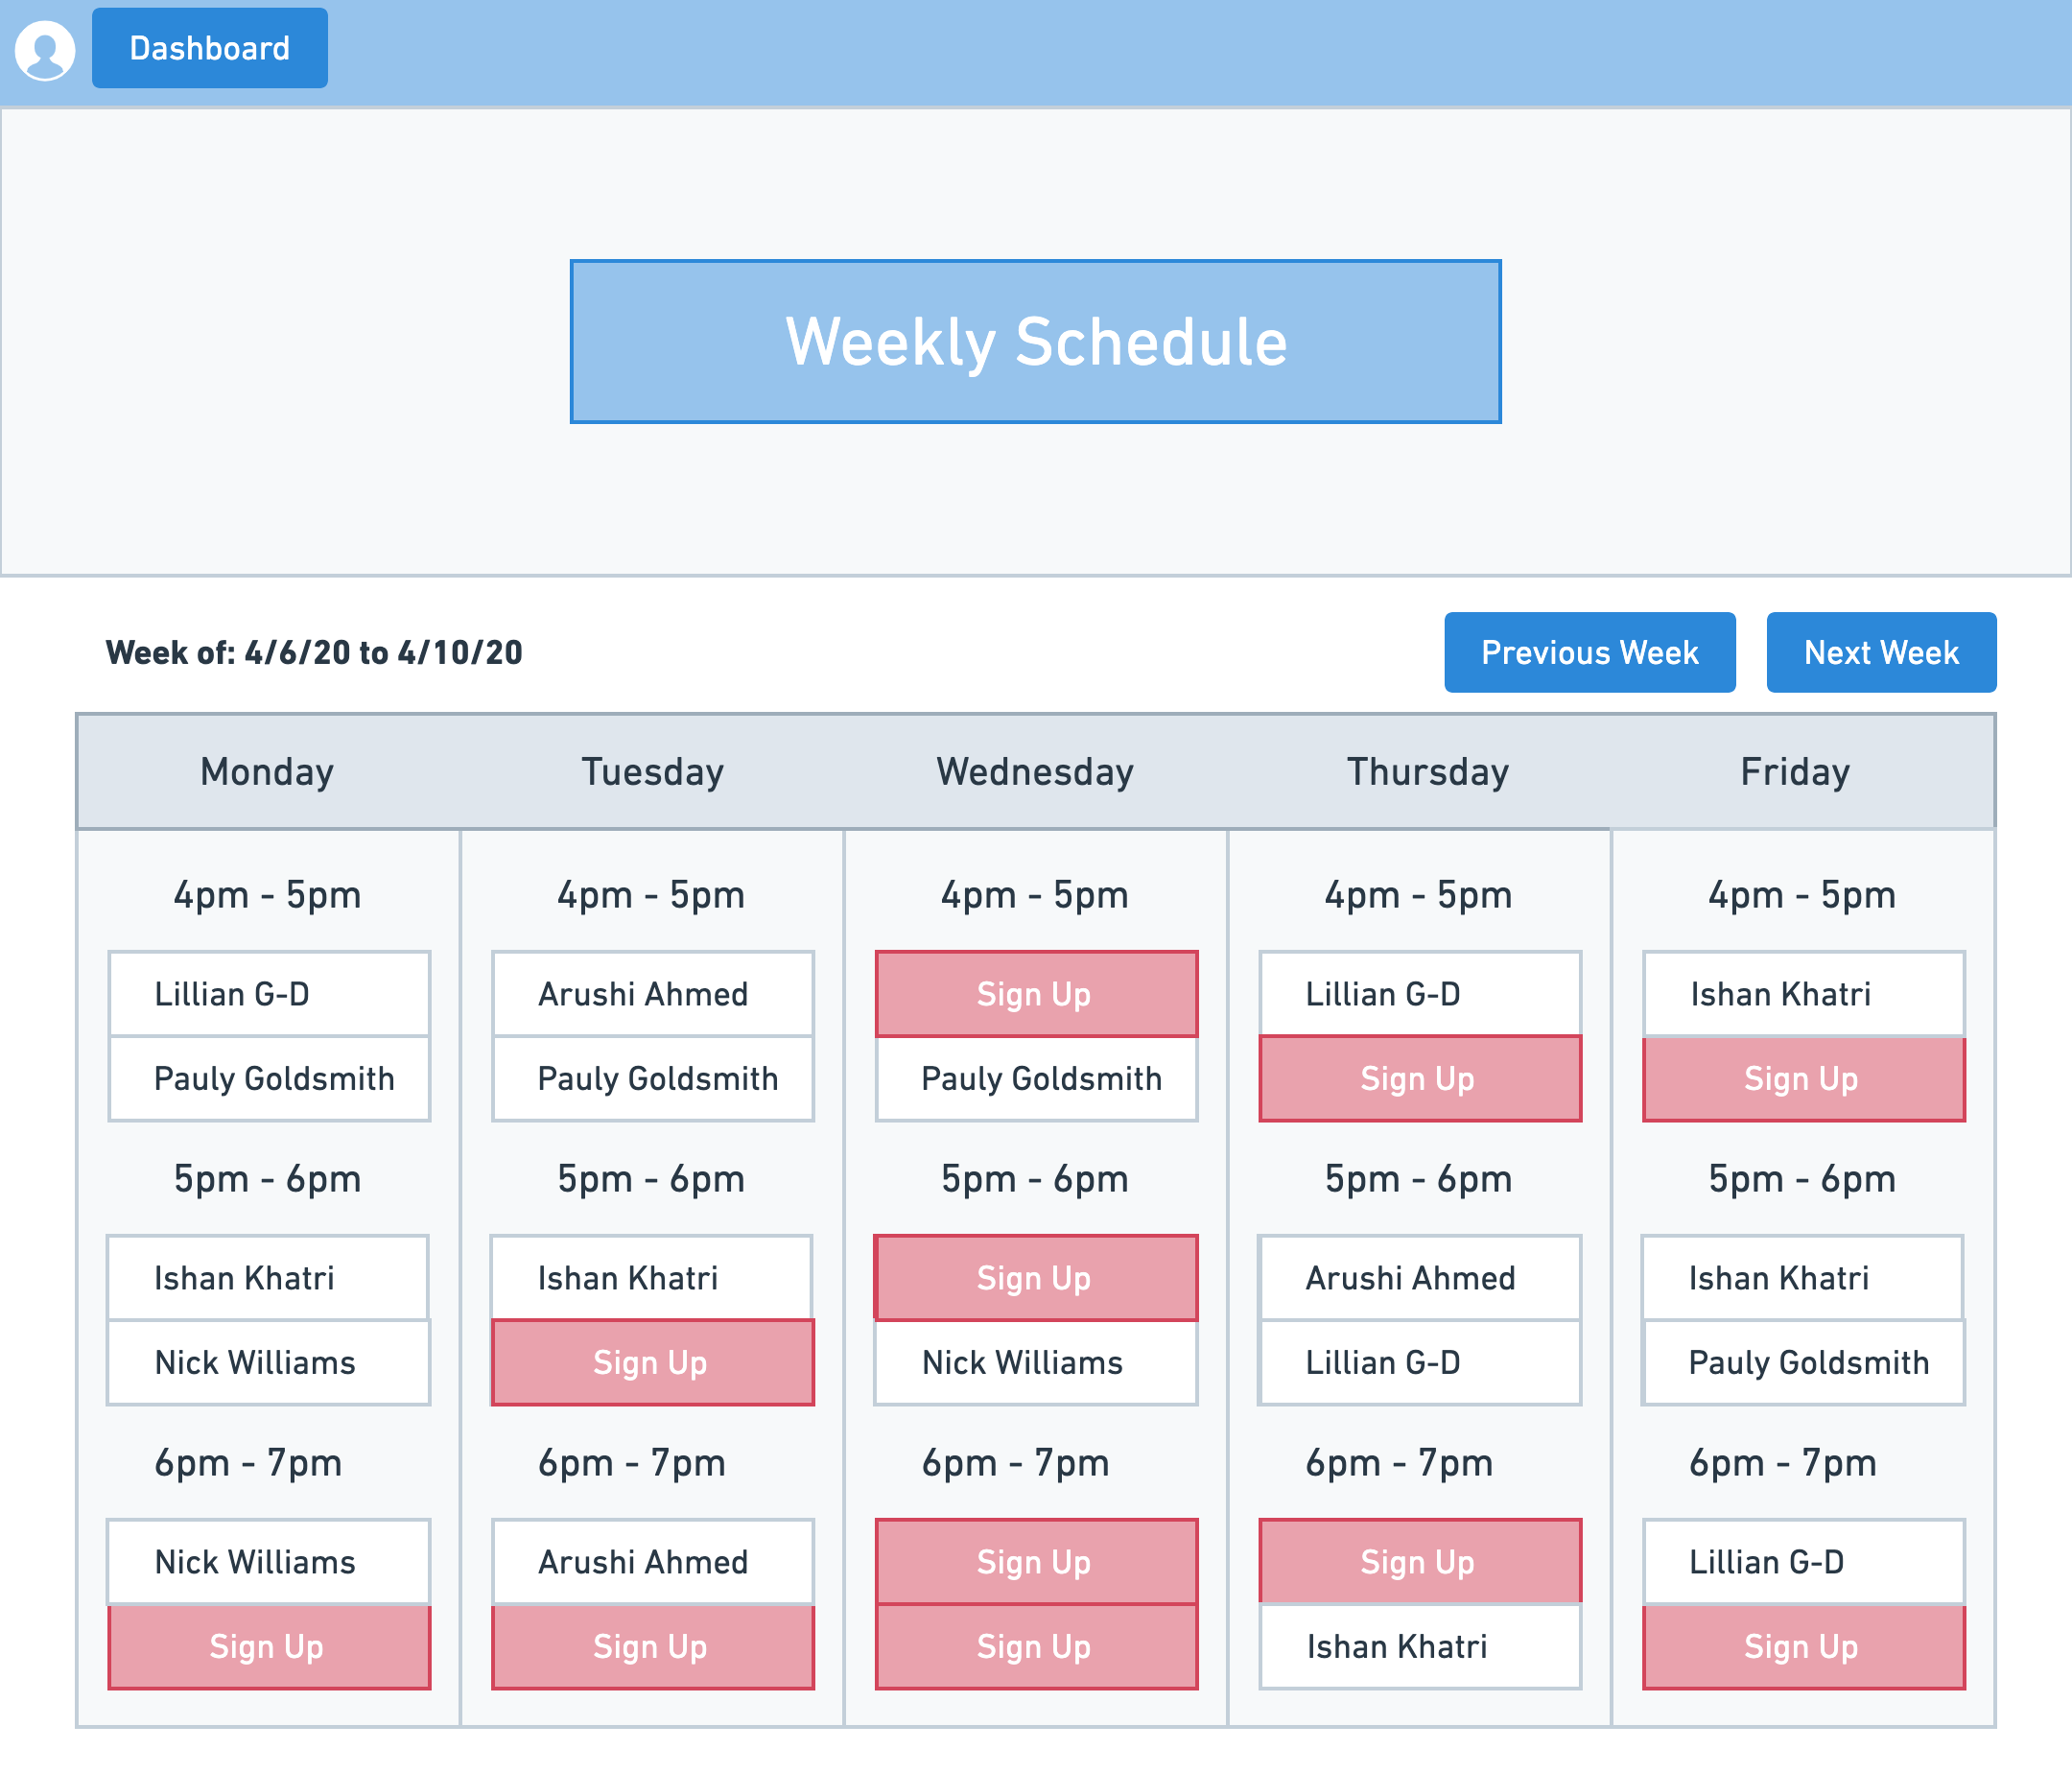 Dashboard
Weekly Schedule
Week of: 4/6/20 to 4/10/20
Previous Week
Next Week
Monday
Tuesday
Wednesday
Thursday
Friday
4pm - 5pm
Lillian G-D
Pauly Goldsmith
5pm - 6pm
Ishan Khatri
Nick Williams
6pm - 7pm
Nick Williams
Sign Up
4pm - 5pm
Arushi Ahmed
Pauly Goldsmith
5pm - 6pm
Ishan Khatri
Sign Up
6pm - 7pm
Arushi Ahmed
Sign Up
4pm - 5pm
Sign Up
Pauly Goldsmith
5pm - 6pm
Sign Up
Nick Williams
6pm - 7pm
Sign Up
Sign Up
4pm - 5pm
Lillian G-D
Sign Up
5pm - 6pm
Arushi Ahmed
Lillian G-D
6pm - 7pm
Sign Up
Ishan Khatri
4pm - 5pm
Ishan Khatri
Sign Up
5pm - 6pm
Ishan Khatri
Pauly Goldsmith
6pm - 7pm
Lillian G-D
Sign Up